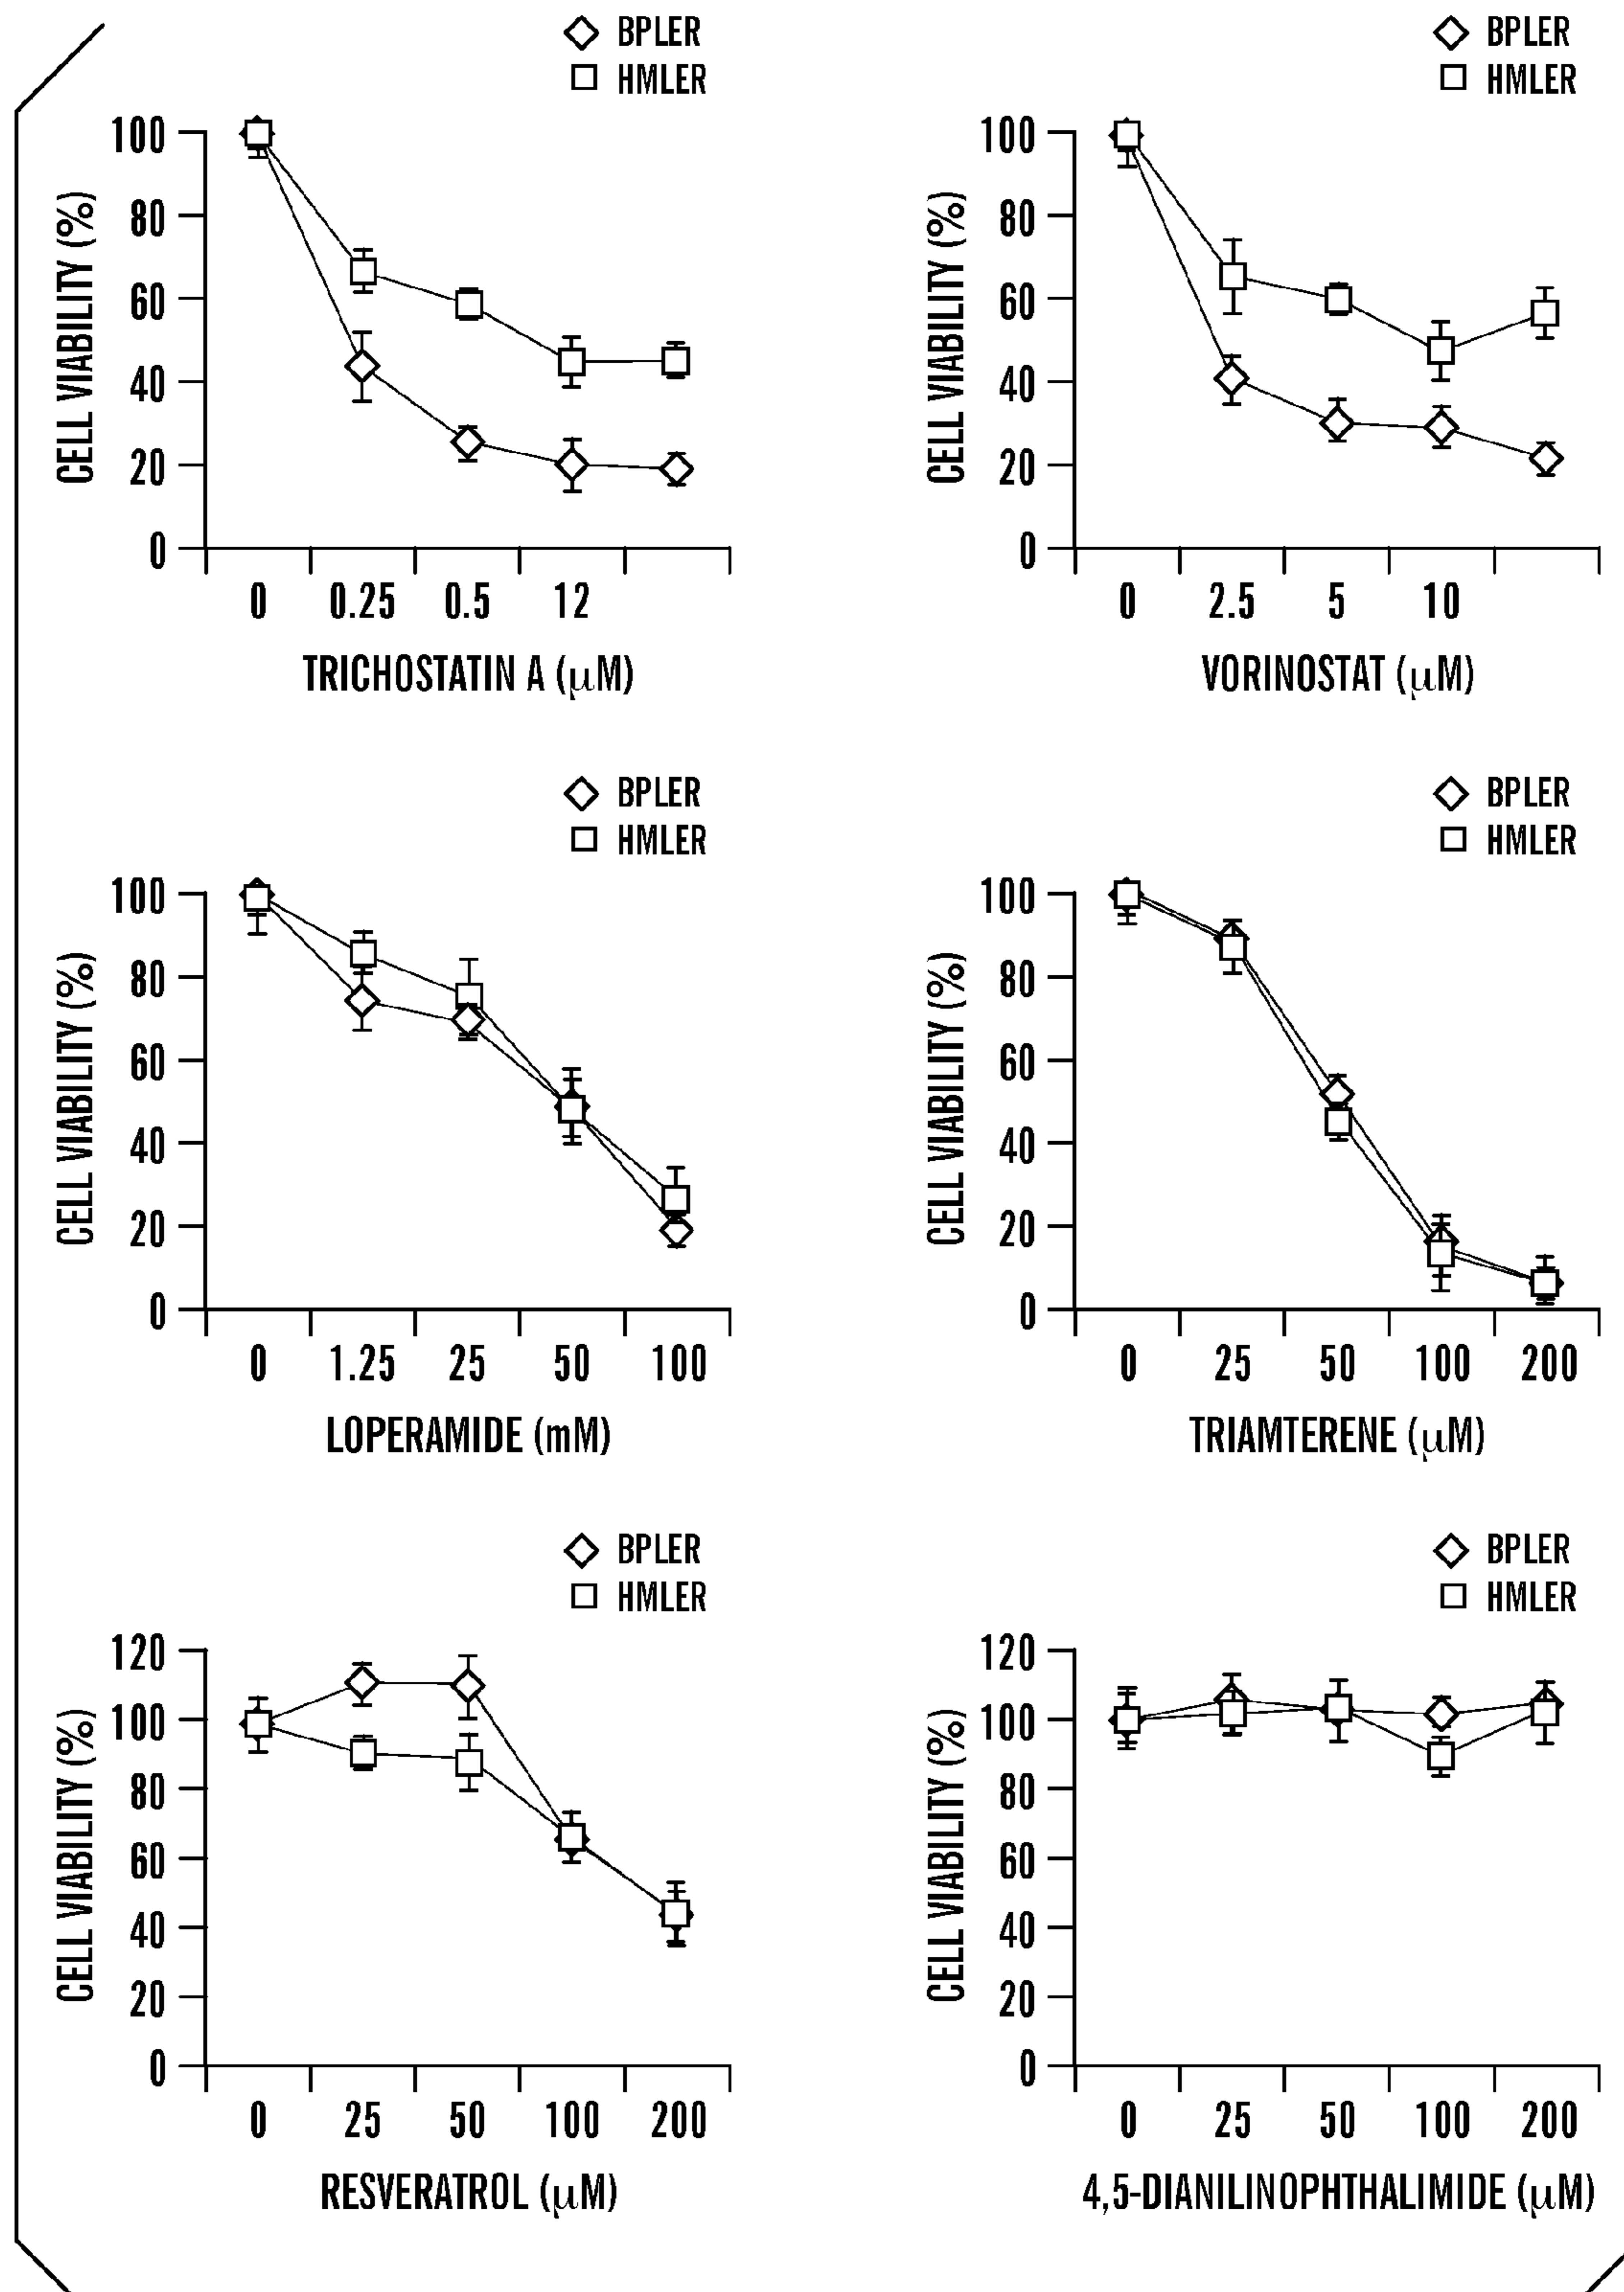 BPLER
HMLER
100
80
60
40
20
0
CELL VIABILITY (%)
0 0.25 0.5 12
TRICHOSTATIN A (μM)
BPLER
HMLER
100
80
60
40
20
0
CELL VIABILITY (%)
0 2.5 5 10
VORINOSTAT (μM)
BPLER
HMLER
100
80
60
40
20
0
CELL VIABILITY (%)
0 1.25 25 50 100
LOPERAMIDE (mM)
BPLER
HMLER
100
80
60
40
20
0
CELL VIABILITY (%)
0 25 50 100 200
TRIAMTERENE (μM)
BPLER
HMLER
120
100
80
60
40
20
0
CELL VIABILITY (%)
0 25 50 100 200
RESVERATROL (μM)
BPLER
HMLER
120
100
80
60
40
20
0
CELL VIABILITY (%)
0 25 50 100 200
4,5-DIANILINOPHTHALIMIDE (μM)